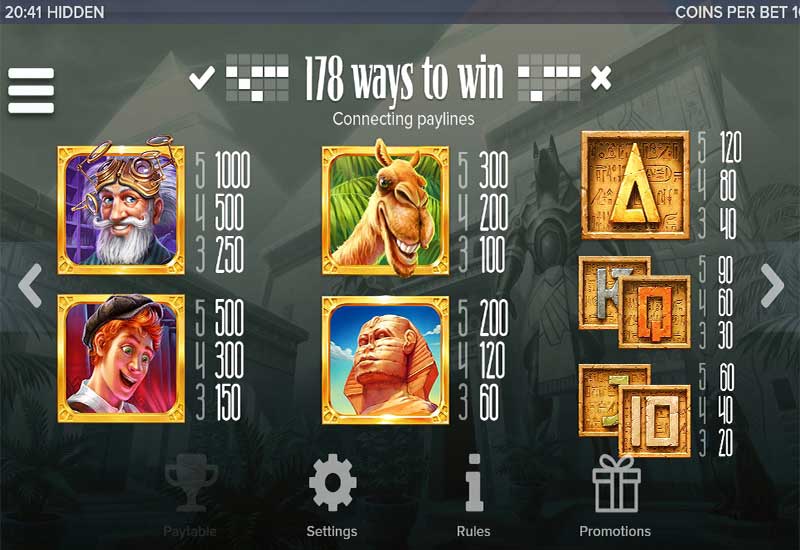 20:41 HIDDEN
COINS PER BET 10
178 ways to win
Connecting paylines
5 1000
4 500
3 250
5 500
4 300
3 150
5 300
4 200
3 100
5 200
4 120
3 60
A
5 120
4 80
3 40
K
Q
5 90
4 60
3 30
J
10
5 60
4 40
3 20
Paytable
Settings
Rules
Promotions